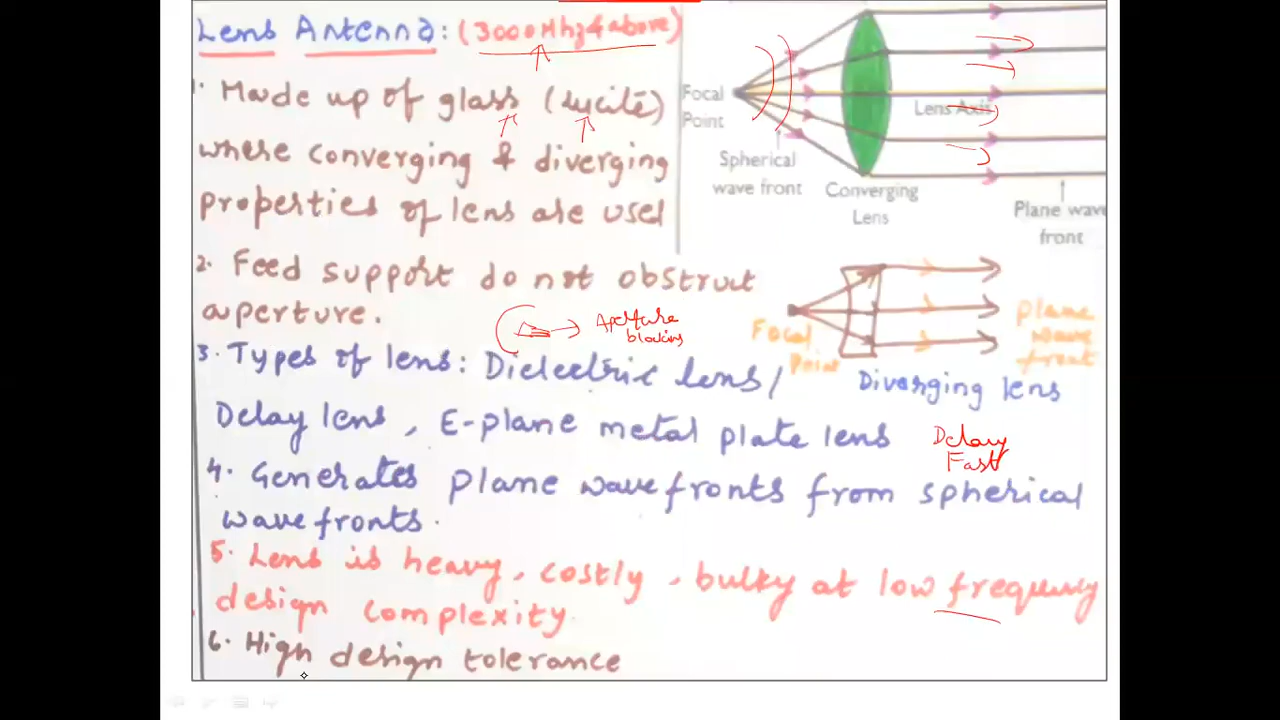 Lens Antenna: (3000Mhz & above)
1. Made up of glass (lucite)
where converging & diverging
properties of lens are used
2. Feed support do not obstruct
aperture.
Aperture
blocking
3. Types of lens: Dielectric lens/
Delay lens, E-plane metal plate lens
Delay
Fast
4. Generates plane wavefronts from spherical
wavefronts.
5. Lens is heavy, costly, bulky at low frequency
design complexity.
6. High design tolerance
Focal
Point
Spherical
wave front
Converging
Lens
Lens Axis
Plane wave
front
Focal
Point
plane
wave
front
Diverging lens